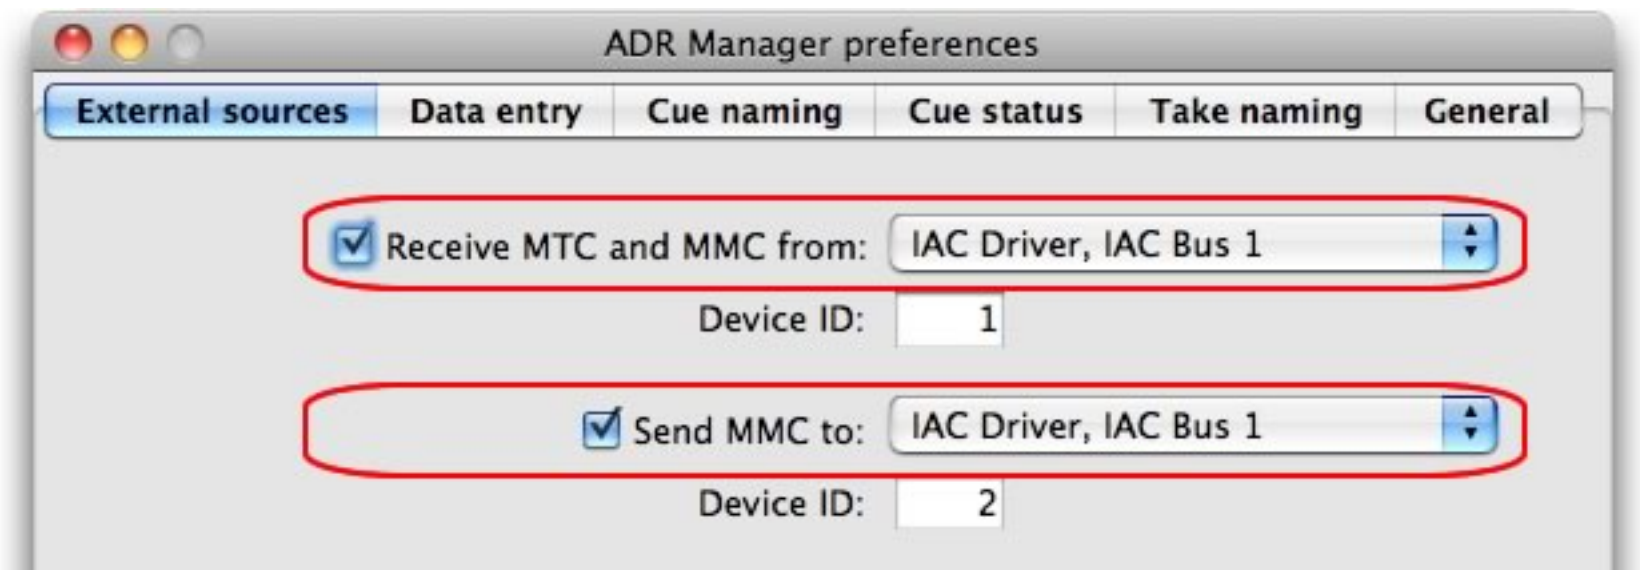 ADR Manager preferences
External sources Data entry Cue naming Cue status Take naming General
Receive MTC and MMC from: IAC Driver, IAC Bus 1
Device ID: 1
Send MMC to: IAC Driver, IAC Bus 1
Device ID: 2